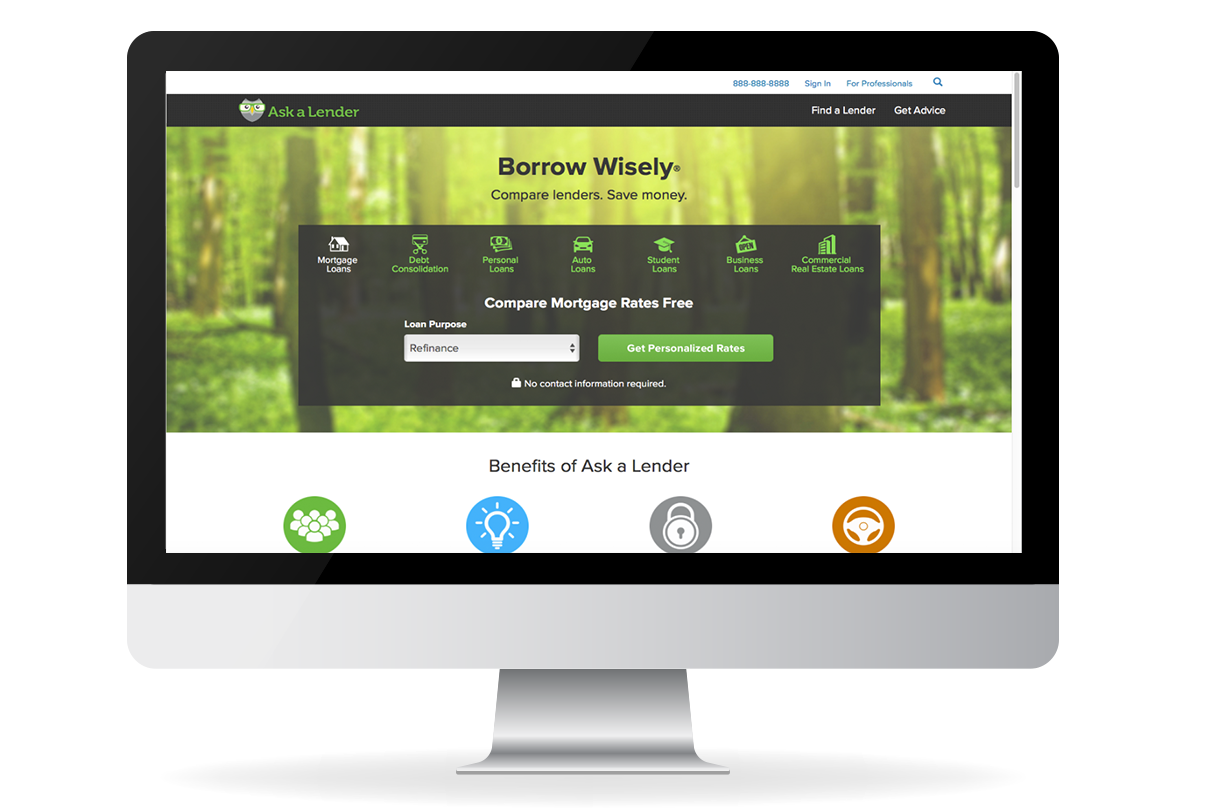 888-888-8888 Sign In For Professionals
Ask a Lender Find a Lender Get Advice
Borrow Wisely®
Compare lenders. Save money.
Mortgage
Loans
Debt
Consolidation
Personal
Loans
Auto
Loans
Student
Loans
OPEN
Business
Loans
Commercial
Real Estate Loans
Compare Mortgage Rates Free
Loan Purpose
Refinance
Get Personalized Rates
No contact information required.
Benefits of Ask a Lender